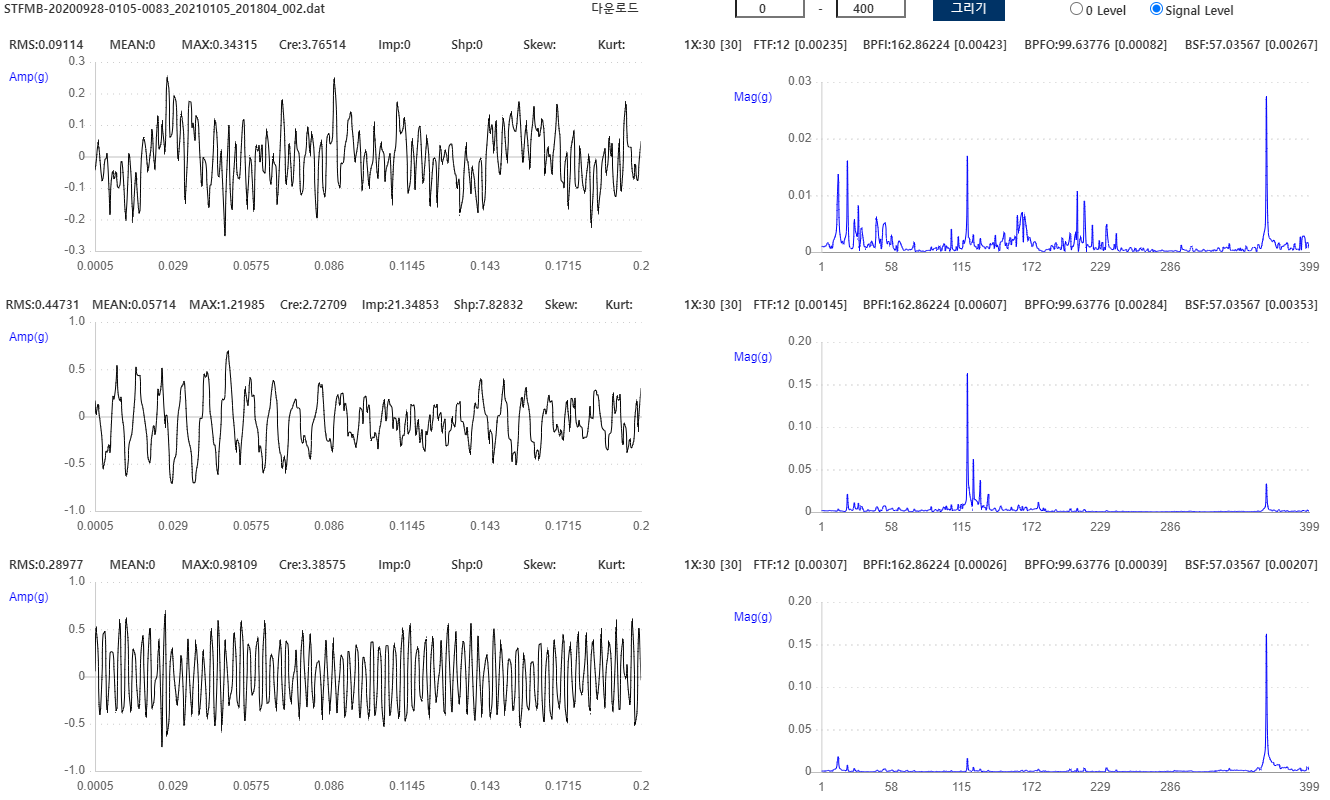 STFMB-20200928-0105-0083_20210105_201804_002.dat 다운로드 0 - 400 그리기 0 Level Signal Level
RMS:0.09114 MEAN:0 MAX:0.34315 Cre:3.76514 Imp:0 Shp:0 Skew: Kurt:
Amp(g)
0.3
0.2
0.1
0
-0.1
-0.2
-0.3
0.0005 0.029 0.0575 0.086 0.1145 0.143 0.1715 0.2
1X:30 [30] FTF:12 [0.00235] BPFI:162.86224 [0.00423] BPFO:99.63776 [0.00082] BSF:57.03567 [0.00267]
Mag(g)
0.03
0.02
0.01
0
1 58 115 172 229 286 399
RMS:0.44731 MEAN:0.05714 MAX:1.21985 Cre:2.72709 Imp:21.34853 Shp:7.82832 Skew: Kurt:
Amp(g)
1.0
0.5
0
-0.5
-1.0
0.0005 0.029 0.0575 0.086 0.1145 0.143 0.1715 0.2
1X:30 [30] FTF:12 [0.00145] BPFI:162.86224 [0.00607] BPFO:99.63776 [0.00284] BSF:57.03567 [0.00353]
Mag(g)
0.20
0.15
0.10
0.05
0
1 58 115 172 229 286 399
RMS:0.28977 MEAN:0 MAX:0.98109 Cre:3.38575 Imp:0 Shp:0 Skew: Kurt:
Amp(g)
1.0
0.5
0
-0.5
-1.0
0.0005 0.029 0.0575 0.086 0.1145 0.143 0.1715 0.2
1X:30 [30] FTF:12 [0.00307] BPFI:162.86224 [0.00026] BPFO:99.63776 [0.00039] BSF:57.03567 [0.00207]
Mag(g)
0.20
0.15
0.10
0.05
0
1 58 115 172 229 286 399